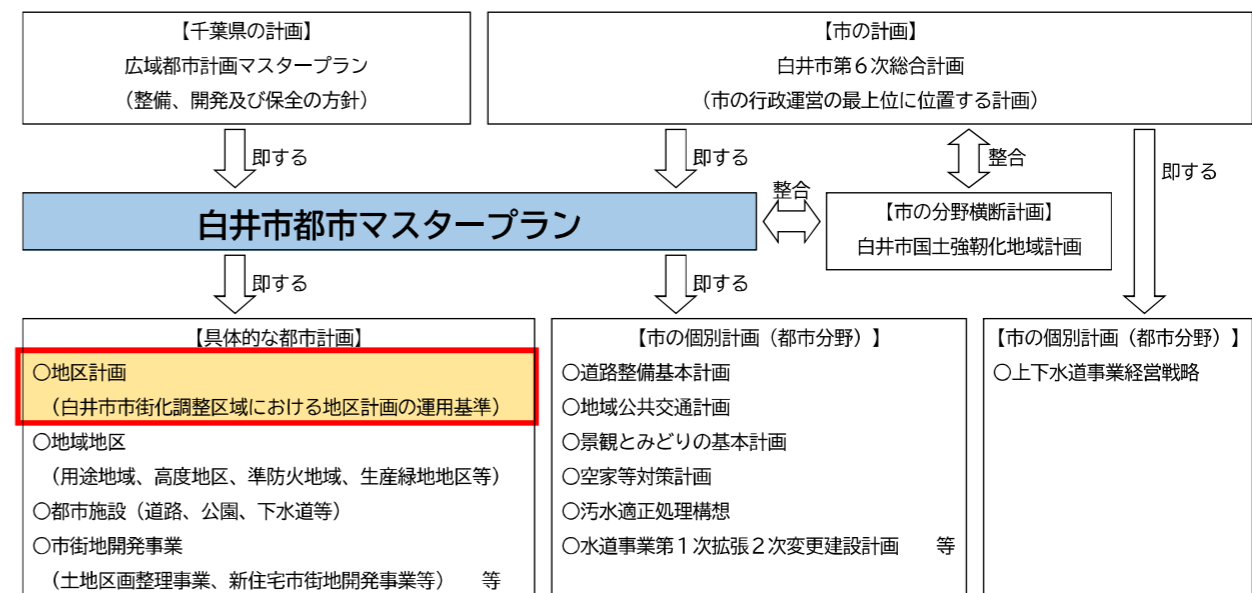 【千葉県の計画】
広域都市計画マスタープラン
（整備、開発及び保全の方針）
【市の計画】
白井市第６次総合計画
（市の行政運営の最上位に位置する計画）
即する
即する
整合
即する
白井市都市マスタープラン
整合
【市の分野横断計画】
白井市国土強靭化地域計画
即する
即する
【具体的な都市計画】
○地区計画
（白井市市街化調整区域における地区計画の運用基準）
○地域地区
（用途地域、高度地区、準防火地域、生産緑地地区等）
○都市施設（道路、公園、下水道等）
○市街地開発事業
（土地区画整理事業、新住宅市街地開発事業等）　等
【市の個別計画（都市分野）】
○道路整備基本計画
○地域公共交通計画
○景観とみどりの基本計画
○空家等対策計画
○汚水適正処理構想
○水道事業第１次拡張２次変更建設計画　等
【市の個別計画（都市分野）】
○上下水道事業経営戦略